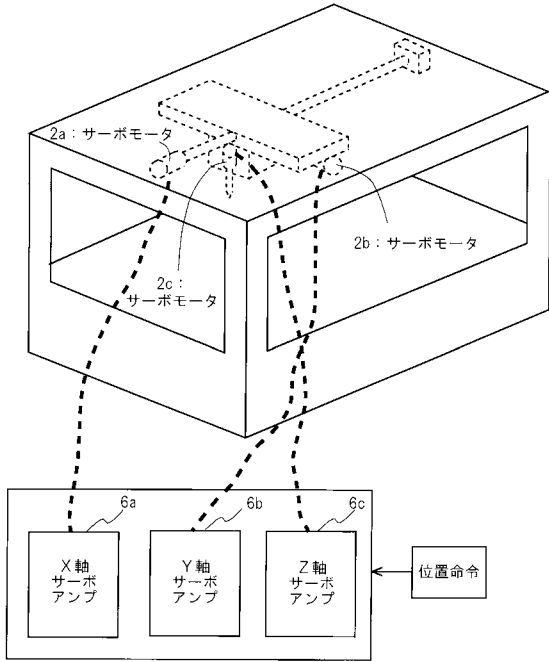 2a:サーボモータ
2b:サーボモータ
2c:
サーボモータ
6a
6b
6c
X軸
サーボ
アンプ
Y軸
サーボ
アンプ
Z軸
サーボ
アンプ
位置命令